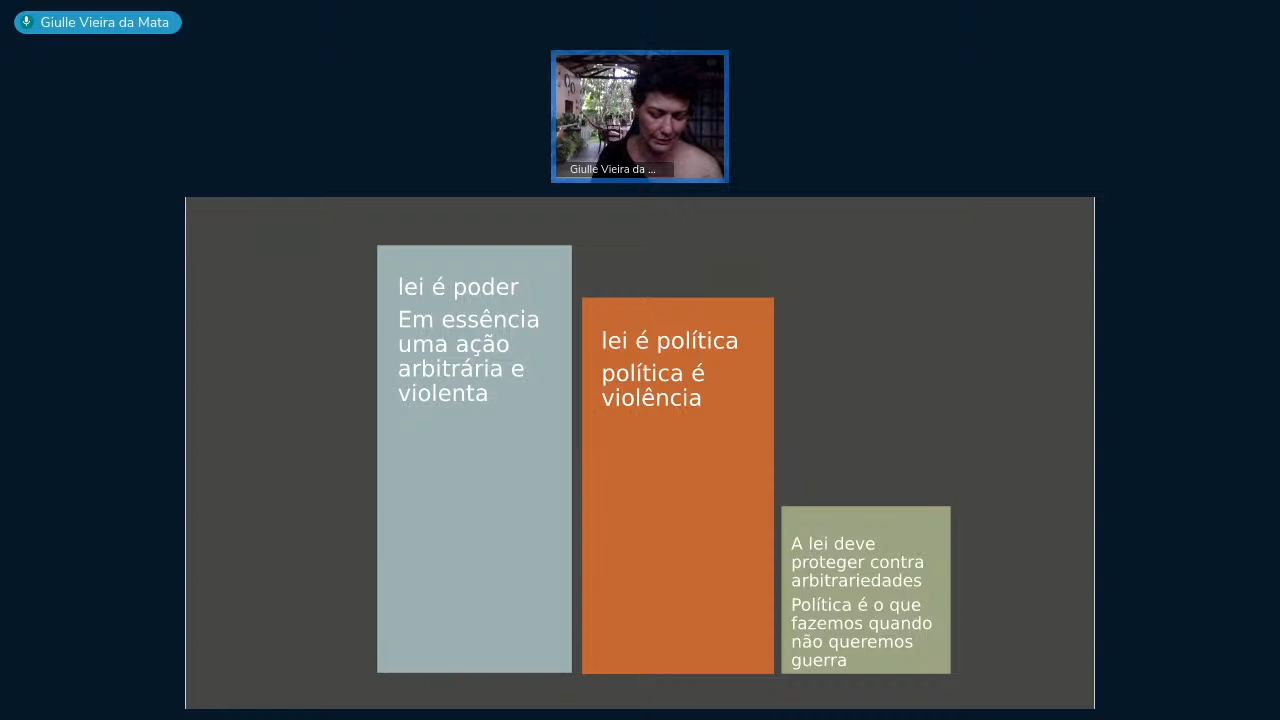 Giulle Vieira da Mata
Giulle Vieira da ...
lei é poder
Em essência
uma ação
arbitrária e
violenta
lei é política
política é
violência
A lei deve
proteger contra
arbitrariedades
Política é o que
fazemos quando
não queremos
guerra